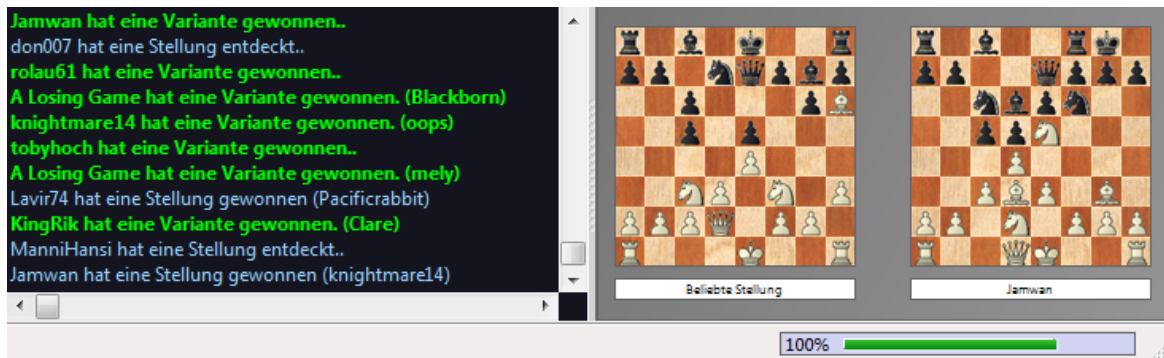 Jamwan hat eine Variante gewonnen..
don007 hat eine Stellung entdeckt..
rolau61 hat eine Variante gewonnen..
A Losing Game hat eine Variante gewonnen. (Blackborn)
knightmare14 hat eine Variante gewonnen. (oops)
tobyhoch hat eine Variante gewonnen..
A Losing Game hat eine Variante gewonnen. (mely)
Lavir74 hat eine Stellung gewonnen (Pacificrabbit)
KingRik hat eine Variante gewonnen. (Clare)
ManniHansi hat eine Stellung entdeckt..
Jamwan hat eine Stellung gewonnen (knightmare14)
Beliebte Stellung
Jamwan
100%